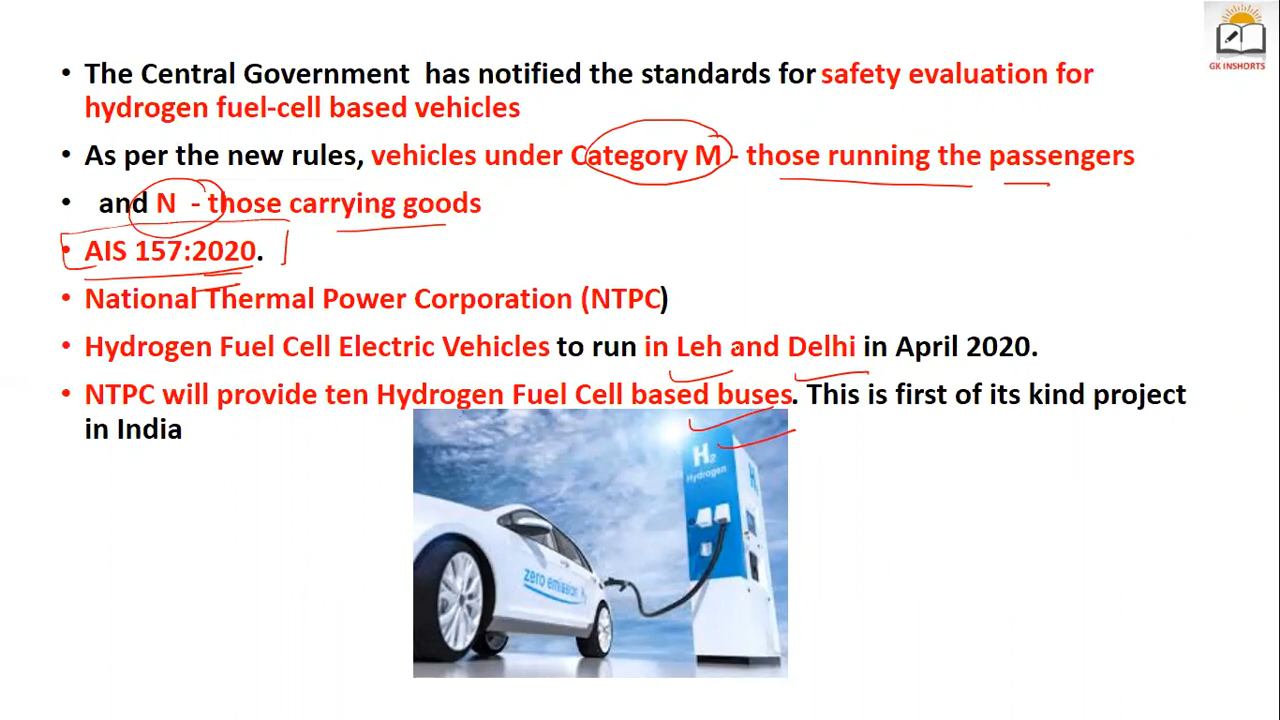 GK INSHORTS
• The Central Government has notified the standards for safety evaluation for
hydrogen fuel-cell based vehicles
• As per the new rules, vehicles under Category M - those running the passengers
• and N - those carrying goods
• AIS 157:2020.
• National Thermal Power Corporation (NTPC)
• Hydrogen Fuel Cell Electric Vehicles to run in Leh and Delhi in April 2020.
• NTPC will provide ten Hydrogen Fuel Cell based buses. This is first of its kind project
in India
H2
Hydrogen
zero emission